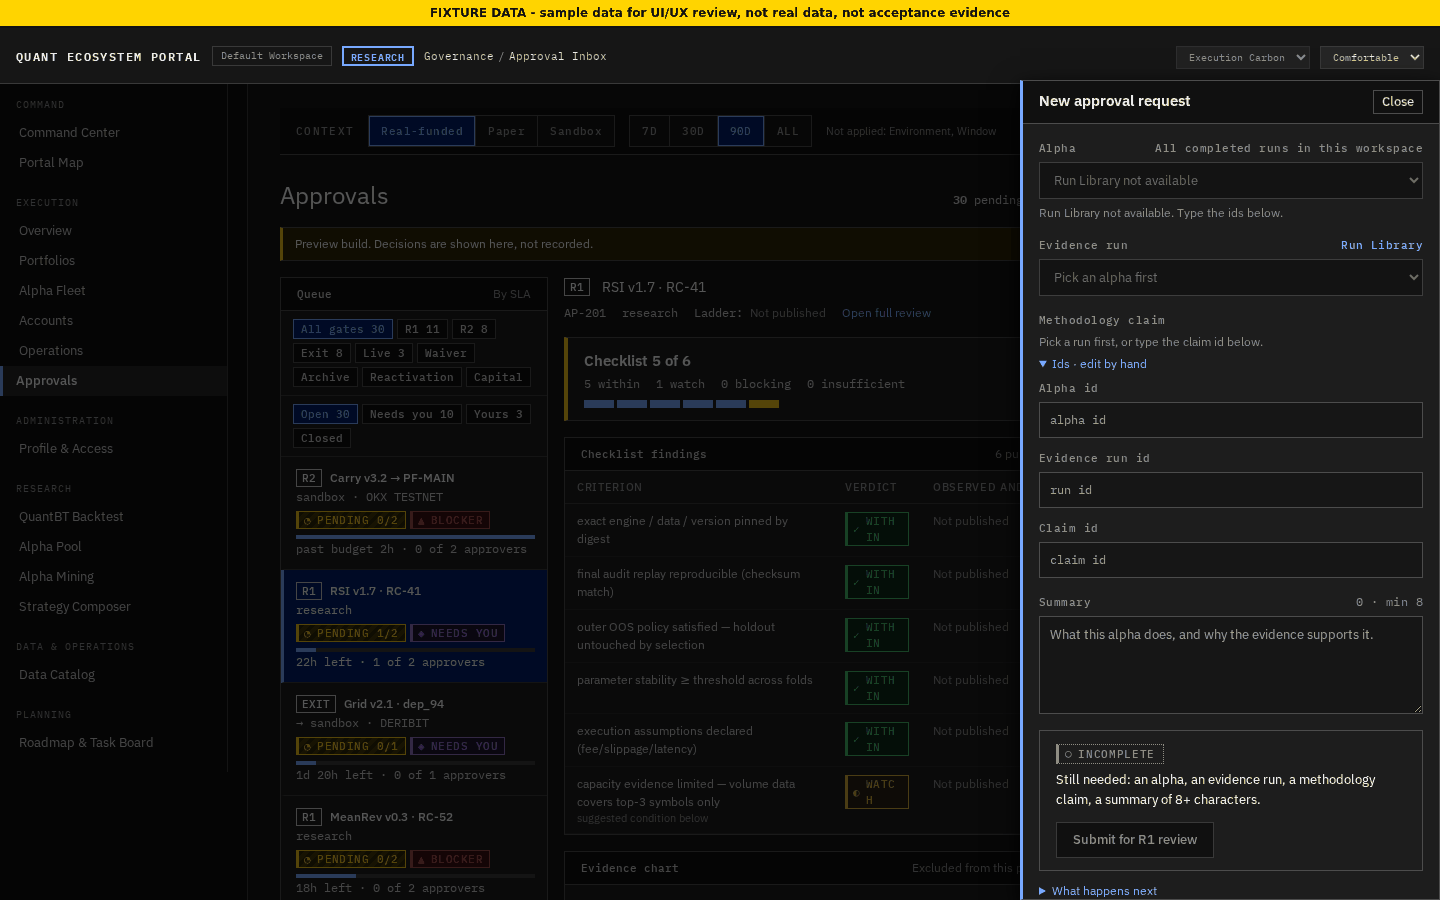 FIXTURE DATA - sample data for UI/UX review, not real data, not acceptance evidence
QUANT ECOSYSTEM PORTAL
Default Workspace
RESEARCH
Governance / Approval Inbox
Execution Carbon
Comfortable
COMMAND
Command Center
Portal Map
EXECUTION
Overview
Portfolios
Alpha Fleet
Accounts
Operations
Approvals
ADMINISTRATION
Profile & Access
RESEARCH
QuantBT Backtest
Alpha Pool
Alpha Mining
Strategy Composer
DATA & OPERATIONS
Data Catalog
PLANNING
Roadmap & Task Board
CONTEXT
Real-funded
Paper
Sandbox
7D
30D
90D
ALL
Not applied: Environment, Window
Approvals
30 pending
Preview build. Decisions are shown here, not recorded.
Queue
By SLA
All gates 30
R1 11
R2 8
Exit 8
Live 3
Waiver
Archive
Reactivation
Capital
Open 30
Needs you 10
Yours 3
Closed
R2 Carry v3.2 → PF-MAIN
sandbox · OKX TESTNET
◔ PENDING 0/2
▲ BLOCKER
past budget 2h · 0 of 2 approvers
R1 RSI v1.7 · RC-41
research
◔ PENDING 1/2
◆ NEEDS YOU
22h left · 1 of 2 approvers
EXIT Grid v2.1 · dep_94
→ sandbox · DERIBIT
◔ PENDING 0/1
◆ NEEDS YOU
1d 20h left · 0 of 1 approvers
R1 MeanRev v0.3 · RC-52
research
◔ PENDING 0/2
▲ BLOCKER
18h left · 0 of 2 approvers
R1 RSI v1.7 · RC-41
AP-201 research Ladder: Not published Open full review
Checklist 5 of 6
5 within 1 watch 0 blocking 0 insufficient
Checklist findings
6 pu
CRITERION VERDICT OBSERVED AND
exact engine / data / version pinned by
digest
✓ WITH
IN
Not published
final audit replay reproducible (checksum
match)
✓ WITH
IN
Not published
outer OOS policy satisfied — holdout
untouched by selection
✓ WITH
IN
Not published
parameter stability ≥ threshold across folds
✓ WITH
IN
Not published
execution assumptions declared
(fee/slippage/latency)
✓ WITH
IN
Not published
capacity evidence limited — volume data
covers top-3 symbols only
suggested condition below
◐ WATC
H
Not published
Evidence chart
Excluded from this p
New approval request
Close
Alpha
All completed runs in this workspace
Run Library not available
Run Library not available. Type the ids below.
Evidence run
Run Library
Pick an alpha first
Methodology claim
Pick a run first, or type the claim id below.
▼ Ids · edit by hand
Alpha id
alpha id
Evidence run id
run id
Claim id
claim id
Summary
0 · min 8
What this alpha does, and why the evidence supports it.
○ INCOMPLETE
Still needed: an alpha, an evidence run, a methodology
claim, a summary of 8+ characters.
Submit for R1 review
▶ What happens next